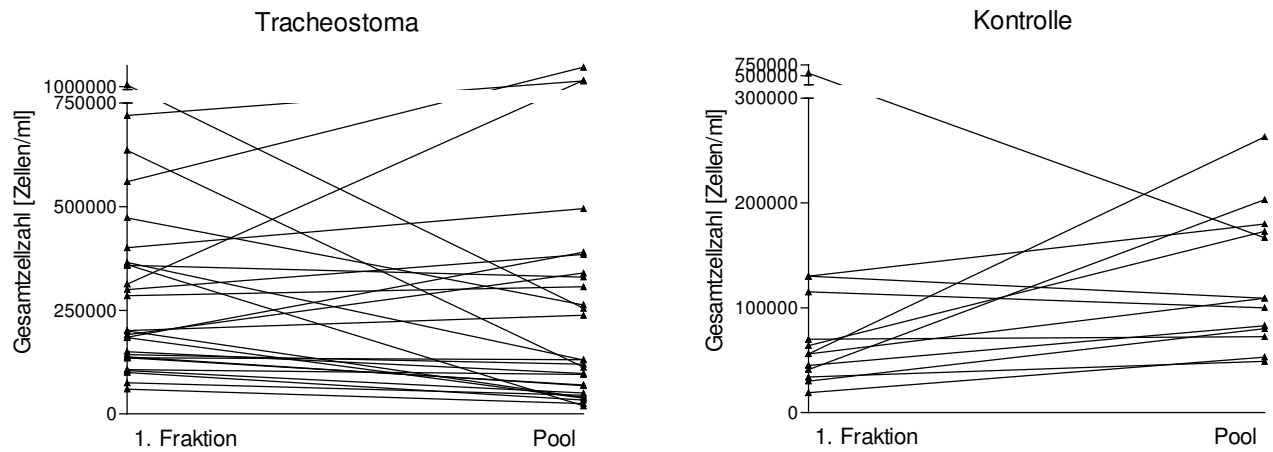 Tracheostoma
Gesamtzellzahl [Zellen/ml]
1000000
750000
500000
250000
0
1. Fraktion
Pool
Kontrolle
Gesamtzellzahl [Zellen/ml]
750000
500000
300000
200000
100000
0
1. Fraktion
Pool